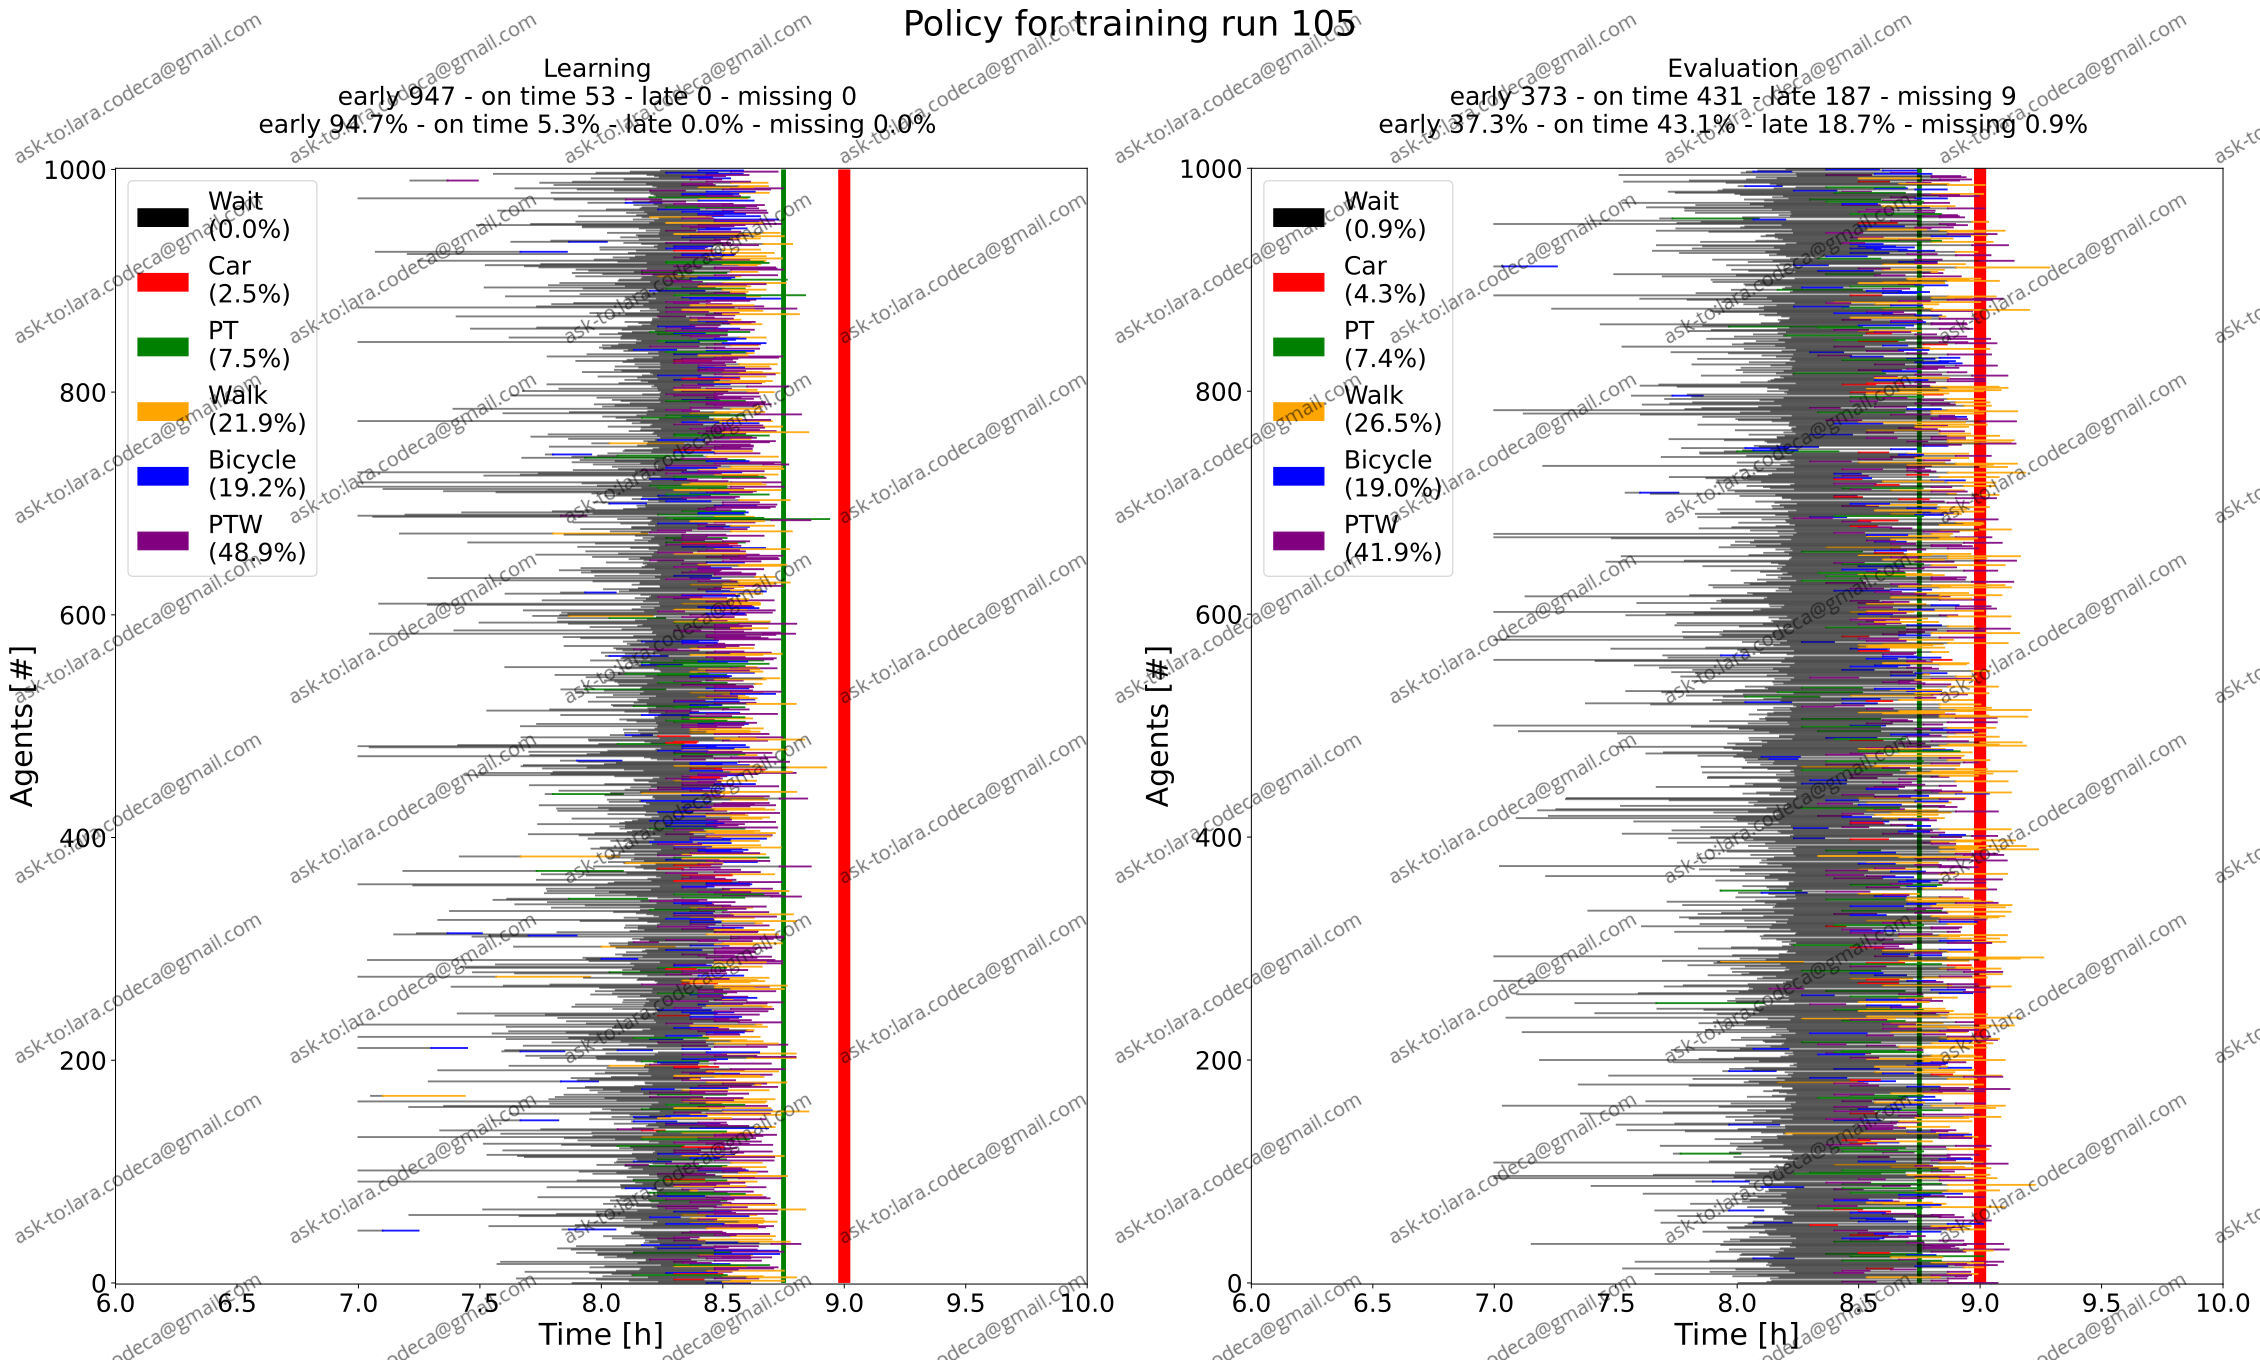 Policy for training run 105
Learning
early 947 - on time 53 - late 0 - missing 0
early 94.7% - on time 5.3% - late 0.0% - missing 0.0%
1000
800
600
400
200
0
Agents [#]
Wait
(0.0%)
Car
(2.5%)
PT
(7.5%)
Walk
(21.9%)
Bicycle
(19.2%)
PTW
(48.9%)
6.0 6.5 7.0 7.5 8.0 8.5 9.0 9.5 10.0
Time [h]
Evaluation
early 373 - on time 431 - late 187 - missing 9
early 37.3% - on time 43.1% - late 18.7% - missing 0.9%
1000
800
600
400
200
0
Agents [#]
Wait
(0.9%)
Car
(4.3%)
PT
(7.4%)
Walk
(26.5%)
Bicycle
(19.0%)
PTW
(41.9%)
6.0 6.5 7.0 7.5 8.0 8.5 9.0 9.5 10.0
Time [h]
ask-to:lara.codeca@gmail.com